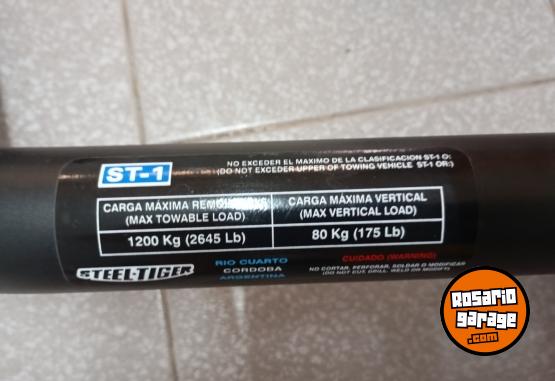 ST-1
NO EXCEDER EL MAXIMO DE LA CLASIFICACION ST-1 O:
(DO NOT EXCEDER UPPER OF TOWING VEHICLE ST-1 OR:)
CARGA MÁXIMA CARGA MÁXIMA VERTICAL
(MAX TOWABLE LOAD) (MAX VERTICAL LOAD)
1200 Kg (2645 Lb) 80 Kg (175 Lb)
STEEL-TIGER
RIO CUARTO
CORDOBA
ARGENTINA
CUIDADO (WARNING)
NO CORTAR, PERFORAR, SOLDAR O MODIFICAR
(DO NOT CUT, DRILL, WELD OR MODIFY)
Rosario
garage
.com